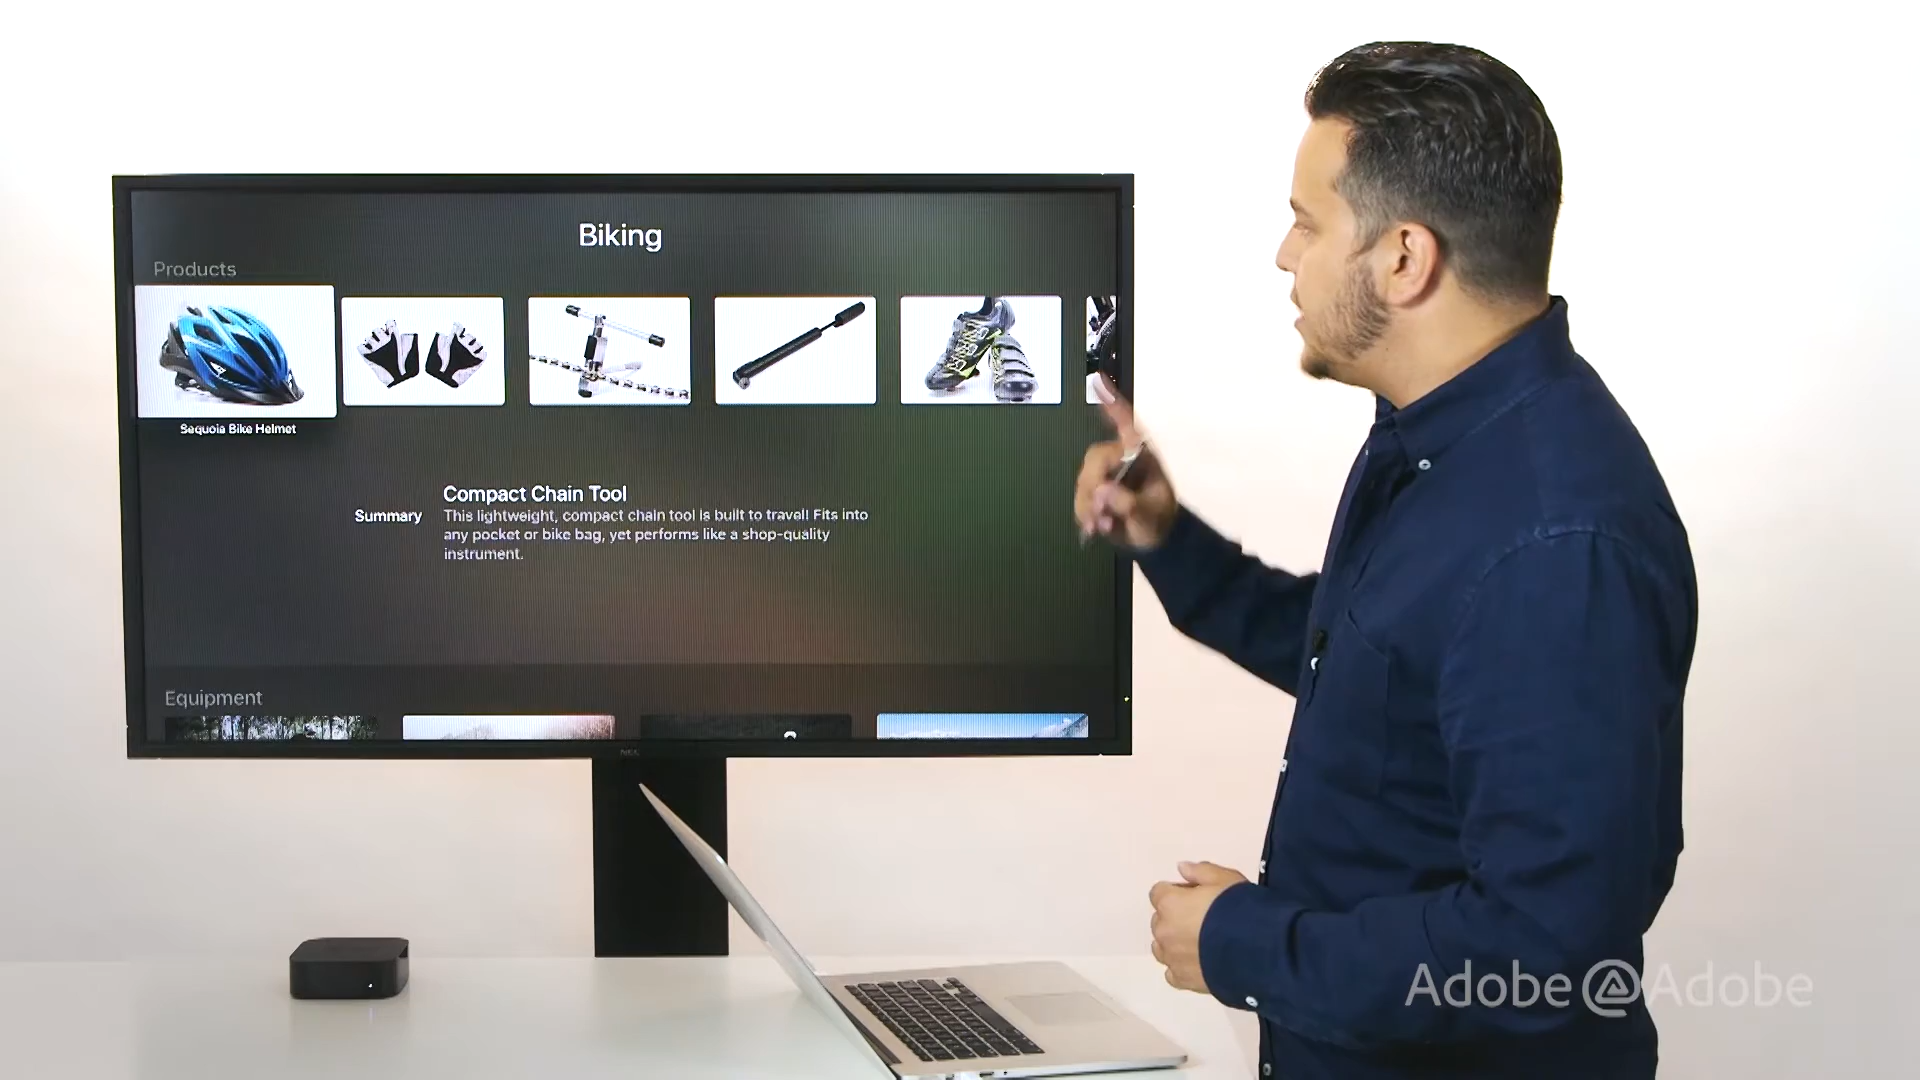 Biking
Products
Sequoia Bike Helmet
Compact Chain Tool
Summary
This lightweight, compact chain tool is built to travel! Fits into
any pocket or bike bag, yet performs like a shop-quality
instrument.
Equipment
NEC
Adobe@Adobe